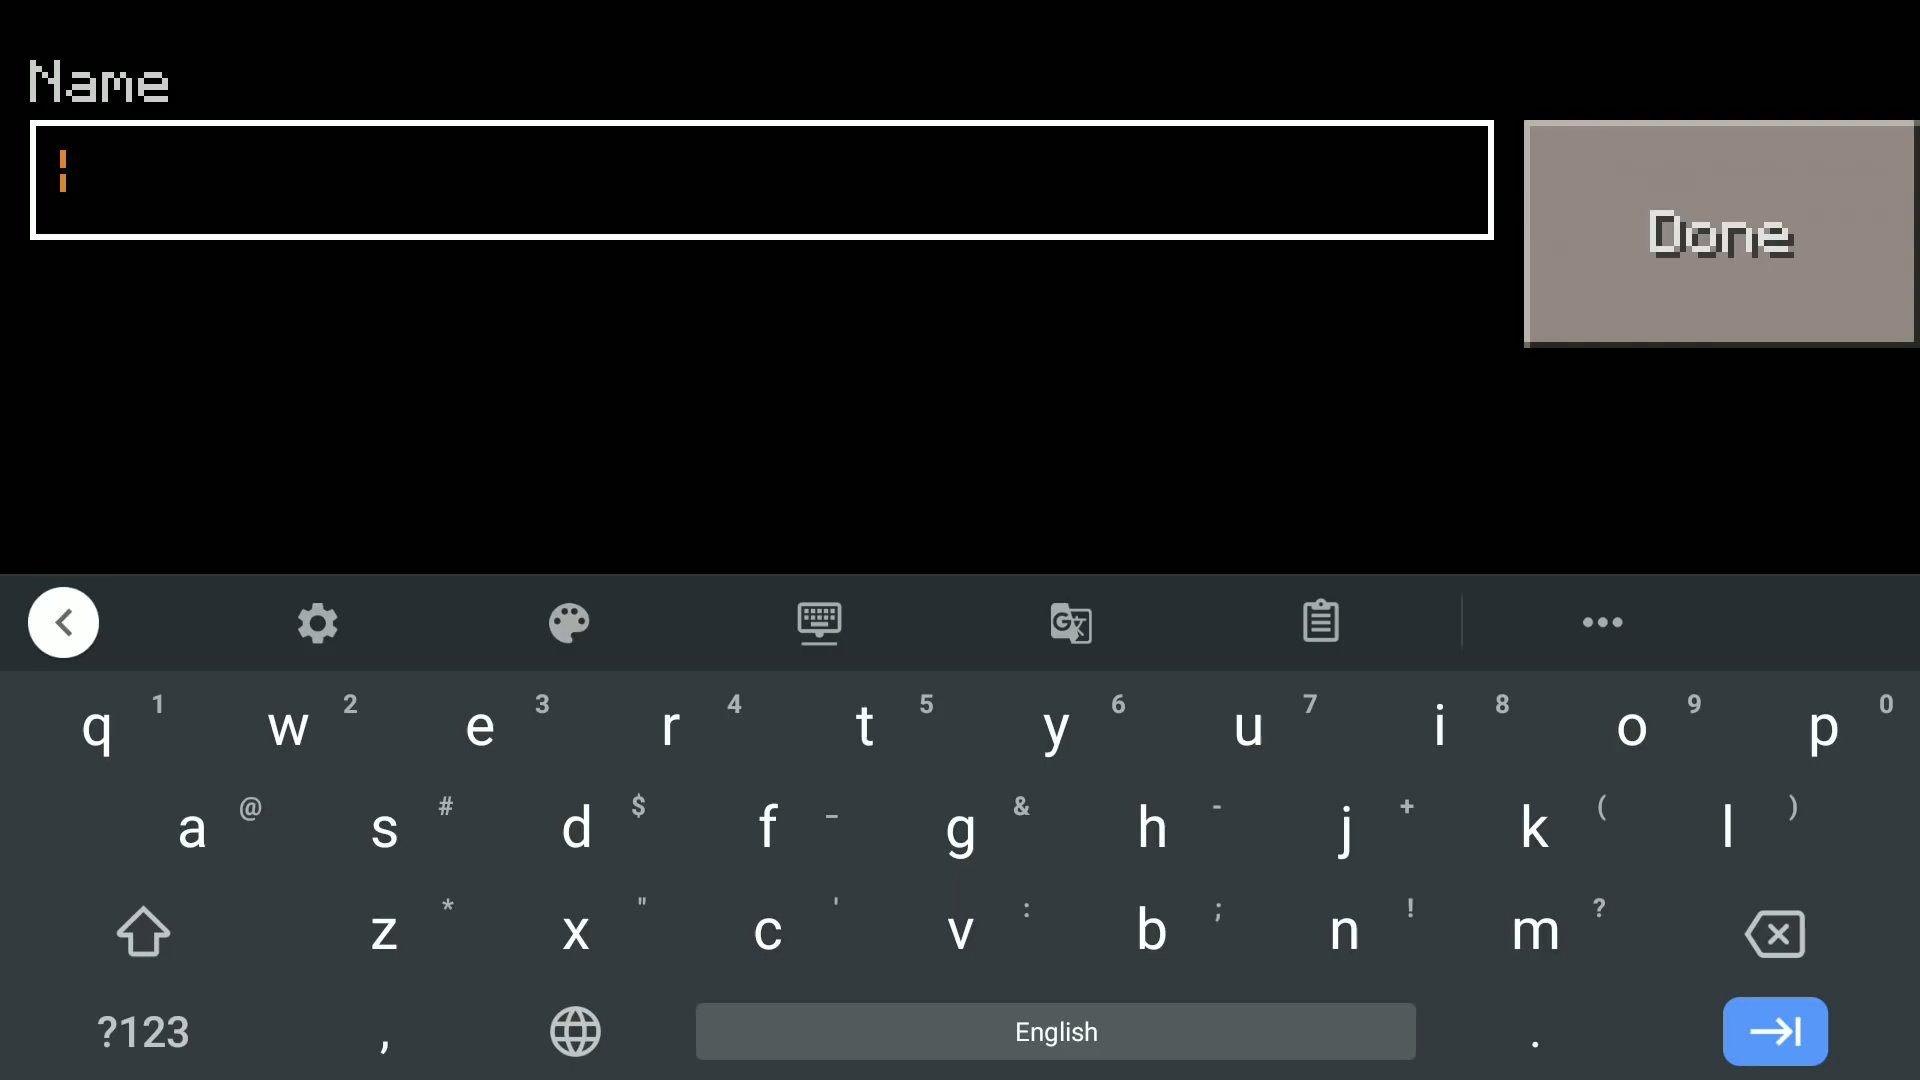 Name
Done
q 1 w 2 e 3 r 4 t 5 y 6 u 7 i 8 o 9 p 0
a @ s # d $ f _ g & h - j + k ( l )
z * x " c ' v : b ; n ! m ?
?123 , English .